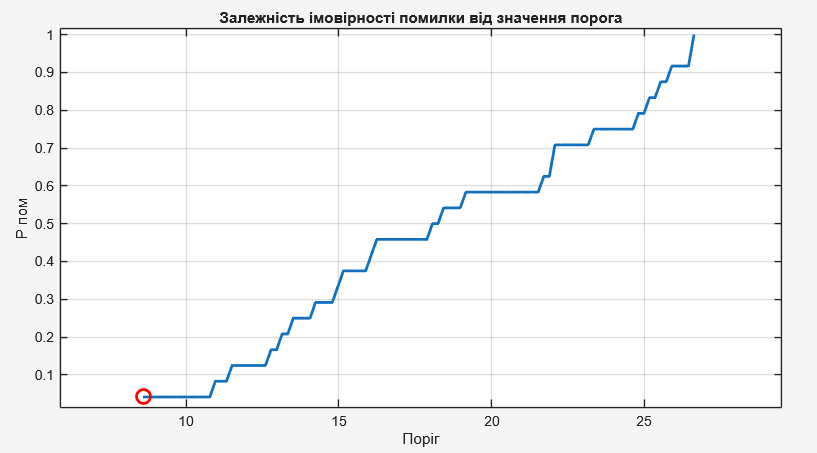 Залежність імовірності помилки від значення порога
1
0.9
0.8
0.7
0.6
0.5
0.4
0.3
0.2
0.1
Р пом
10 15 20 25
Поріг